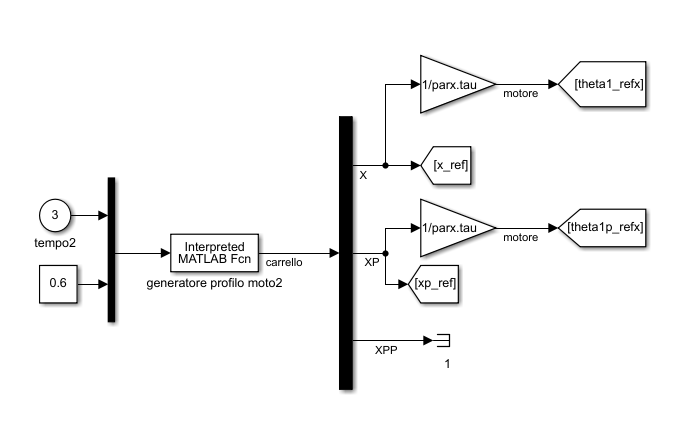 1/parx.tau
motore
[theta1_refx]
X
[x_ref]
3
tempo2
Interpreted
MATLAB Fcn
carrello
generatore profilo moto2
0.6
1/parx.tau
motore
[theta1p_refx]
XP
[xp_ref]
XPP
1